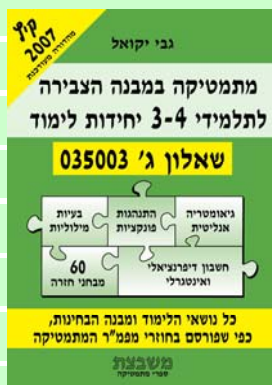 קיץ
2007
מהדורה מעודכנת
גבי יקואל
מתמטיקה במבנה הצבירה
לתלמידי 3-4 יחידות לימוד
שאלון ג' 035003
גיאומטריה
אנליטית
התנהגות
פונקציות
בעיות
מילוליות
חשבון דיפרנציאלי
ואינטגרלי
60
מבחני חזרה
כל נושאי הלימוד ומבנה הבחינות,
כפי שפורסם בחוזרי מפמ"ר המתמטיקה
משבצת
ספרי מתמטיקה